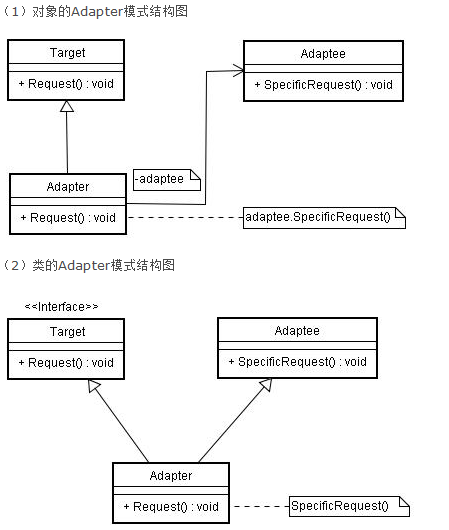 （1）对象的Adapter模式结构图
Target
+ Request() : void
Adaptee
+ SpecificRequest() : void
-adaptee
Adapter
+ Request() : void
adaptee.SpecificRequest()
（2）类的Adapter模式结构图
<<Interface>>
Target
+ Request() : void
Adaptee
+ SpecificRequest() : void
Adapter
+ Request() : void
SpecificRequest()